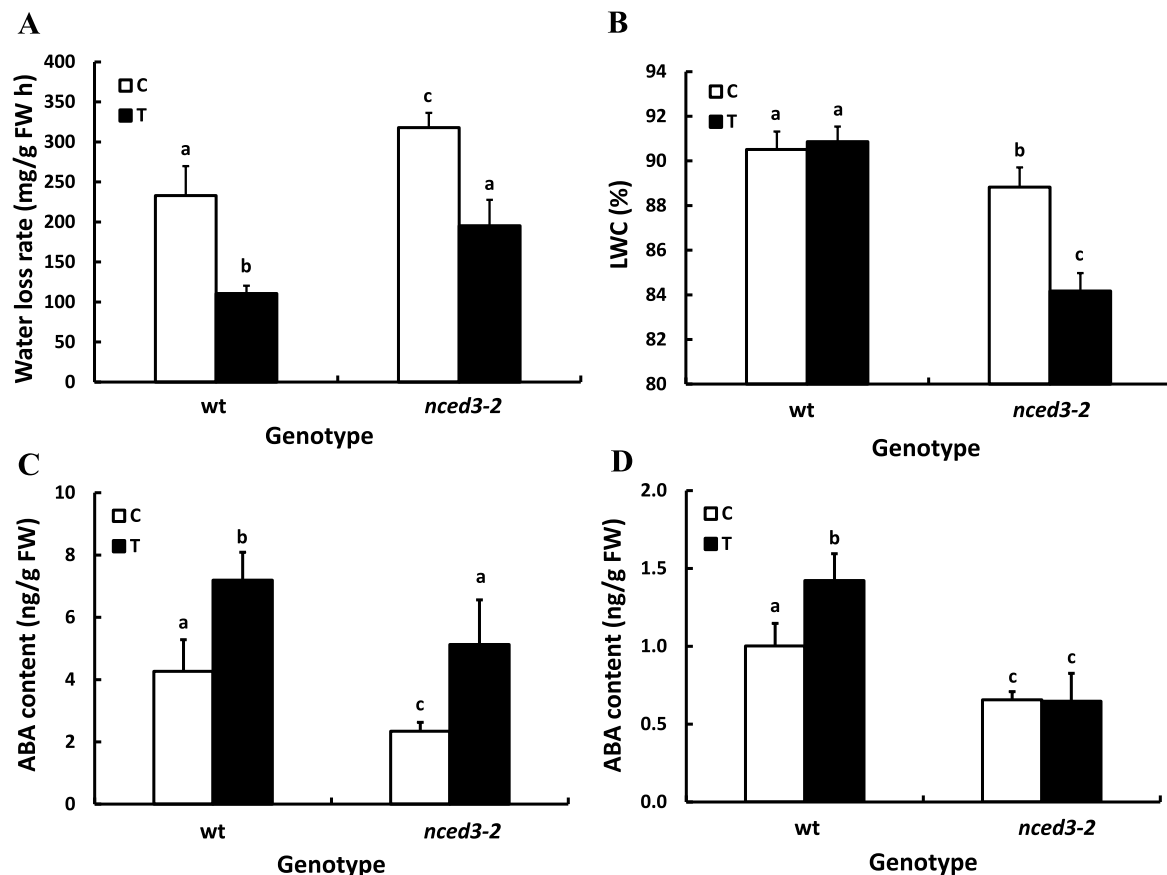 A
Water loss rate (mg/g FW h)
400
350
300
250
200
150
100
50
0
C
T
a
b
c
a
wt
nced3-2
Genotype
B
LWC (%)
94
92
90
88
86
84
82
80
C
T
a
a
b
c
wt
nced3-2
Genotype
C
ABA content (ng/g FW)
10
8
6
4
2
0
C
T
a
b
c
a
wt
nced3-2
Genotype
D
ABA content (ng/g FW)
2.0
1.5
1.0
0.5
0.0
C
T
a
b
c
c
wt
nced3-2
Genotype